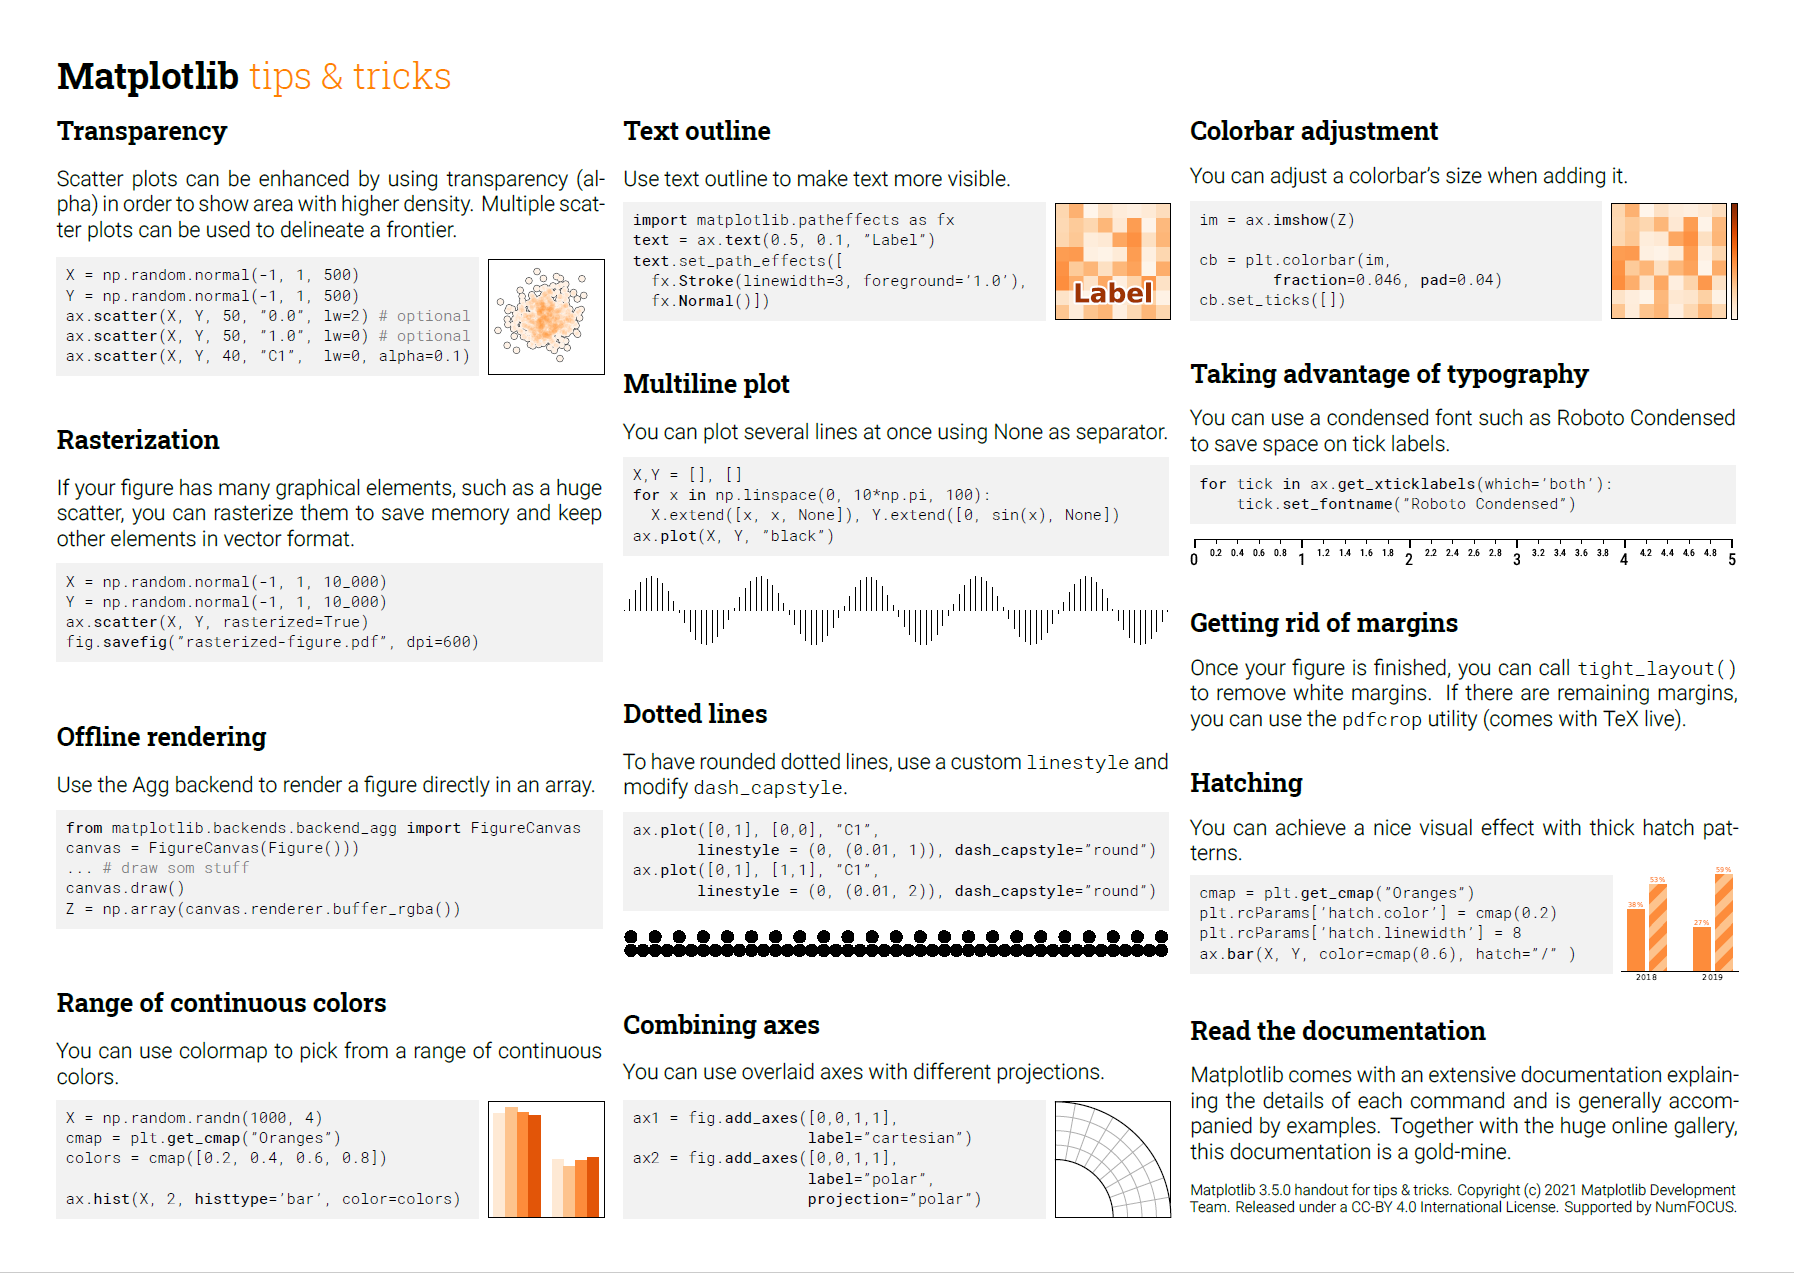 Matplotlib tips & tricks
Transparency
Scatter plots can be enhanced by using transparency (al-
pha) in order to show area with higher density. Multiple scat-
ter plots can be used to delineate a frontier.
X = np.random.normal(-1, 1, 500)
Y = np.random.normal(-1, 1, 500)
ax.scatter(X, Y, 50, "0.0", lw=2) # optional
ax.scatter(X, Y, 50, "1.0", lw=0) # optional
ax.scatter(X, Y, 40, "C1",  lw=0, alpha=0.1)
Rasterization
If your figure has many graphical elements, such as a huge
scatter, you can rasterize them to save memory and keep
other elements in vector format.
X = np.random.normal(-1, 1, 10_000)
Y = np.random.normal(-1, 1, 10_000)
ax.scatter(X, Y, rasterized=True)
fig.savefig("rasterized-figure.pdf", dpi=600)
Offline rendering
Use the Agg backend to render a figure directly in an array.
from matplotlib.backends.backend_agg import FigureCanvas
canvas = FigureCanvas(Figure()))
... # draw som stuff
canvas.draw()
Z = np.array(canvas.renderer.buffer_rgba())
Range of continuous colors
You can use colormap to pick from a range of continuous
colors.
X = np.random.randn(1000, 4)
cmap = plt.get_cmap("Oranges")
colors = cmap([0.2, 0.4, 0.6, 0.8])
ax.hist(X, 2, histtype='bar', color=colors)
Text outline
Use text outline to make text more visible.
import matplotlib.patheffects as fx
text = ax.text(0.5, 0.1, "Label")
text.set_path_effects([
  fx.Stroke(linewidth=3, foreground='1.0'),
  fx.Normal()])
Label
Multiline plot
You can plot several lines at once using None as separator.
X,Y = [], []
for x in np.linspace(0, 10*np.pi, 100):
  X.extend([x, x, None]), Y.extend([0, sin(x), None])
ax.plot(X, Y, "black")
Dotted lines
To have rounded dotted lines, use a custom linestyle and
modify dash_capstyle.
ax.plot([0,1], [0,0], "C1",
       linestyle = (0, (0.01, 1)), dash_capstyle="round")
ax.plot([0,1], [1,1], "C1",
       linestyle = (0, (0.01, 2)), dash_capstyle="round")
Combining axes
You can use overlaid axes with different projections.
ax1 = fig.add_axes([0,0,1,1],
                   label="cartesian")
ax2 = fig.add_axes([0,0,1,1],
                   label="polar",
                   projection="polar")
Colorbar adjustment
You can adjust a colorbar's size when adding it.
im = ax.imshow(Z)
cb = plt.colorbar(im,
        fraction=0.046, pad=0.04)
cb.set_ticks([])
Taking advantage of typography
You can use a condensed font such as Roboto Condensed
to save space on tick labels.
for tick in ax.get_xticklabels(which='both'):
    tick.set_fontname("Roboto Condensed")
0 0.2 0.4 0.6 0.8 1 1.2 1.4 1.6 1.8 2 2.2 2.4 2.6 2.8 3 3.2 3.4 3.6 3.8 4 4.2 4.4 4.6 4.8 5
Getting rid of margins
Once your figure is finished, you can call tight_layout()
to remove white margins. If there are remaining margins,
you can use the pdfcrop utility (comes with TeX live).
Hatching
You can achieve a nice visual effect with thick hatch pat-
terns.
cmap = plt.get_cmap("Oranges")
plt.rcParams['hatch.color'] = cmap(0.2)
plt.rcParams['hatch.linewidth'] = 8
ax.bar(X, Y, color=cmap(0.6), hatch="/" )
38% 53% 27% 59%
2018 2019
Read the documentation
Matplotlib comes with an extensive documentation explain-
ing the details of each command and is generally accom-
panied by examples. Together with the huge online gallery,
this documentation is a gold-mine.
Matplotlib 3.5.0 handout for tips & tricks. Copyright (c) 2021 Matplotlib Development
Team. Released under a CC-BY 4.0 International License. Supported by NumFOCUS.